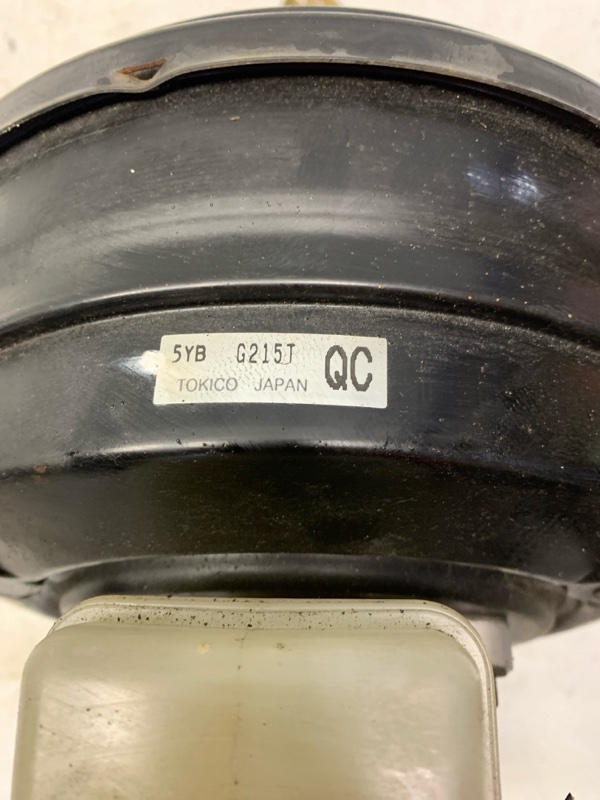 5YB G215T QC
TOKICO JAPAN